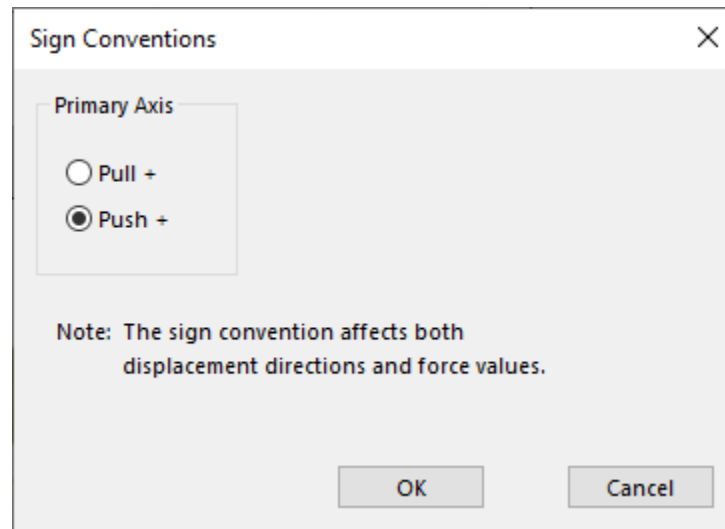 Sign Conventions
Primary Axis
Pull +
Push +
Note: The sign convention affects both
displacement directions and force values.
OK
Cancel